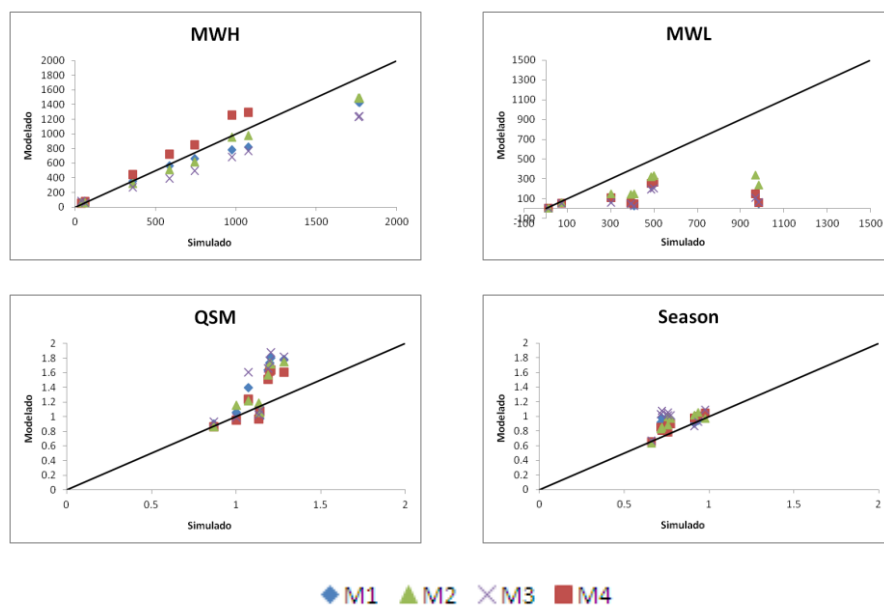 MWH
2000
1800
1600
1400
1200
1000
800
600
400
200
0
Modelado
0 500 1000 1500 2000
Simulado
MWL
1500
1300
1100
900
700
500
300
100
-100
Modelado
-100 100 300 500 700 900 1100 1300 1500
Simulado
QSM
2
1.8
1.6
1.4
1.2
1
0.8
0.6
0.4
0.2
0
Modelado
0 0.5 1 1.5 2
Simulado
Season
2
1.8
1.6
1.4
1.2
1
0.8
0.6
0.4
0.2
0
Modelado
0 0.5 1 1.5 2
Simulado
M1 M2 M3 M4